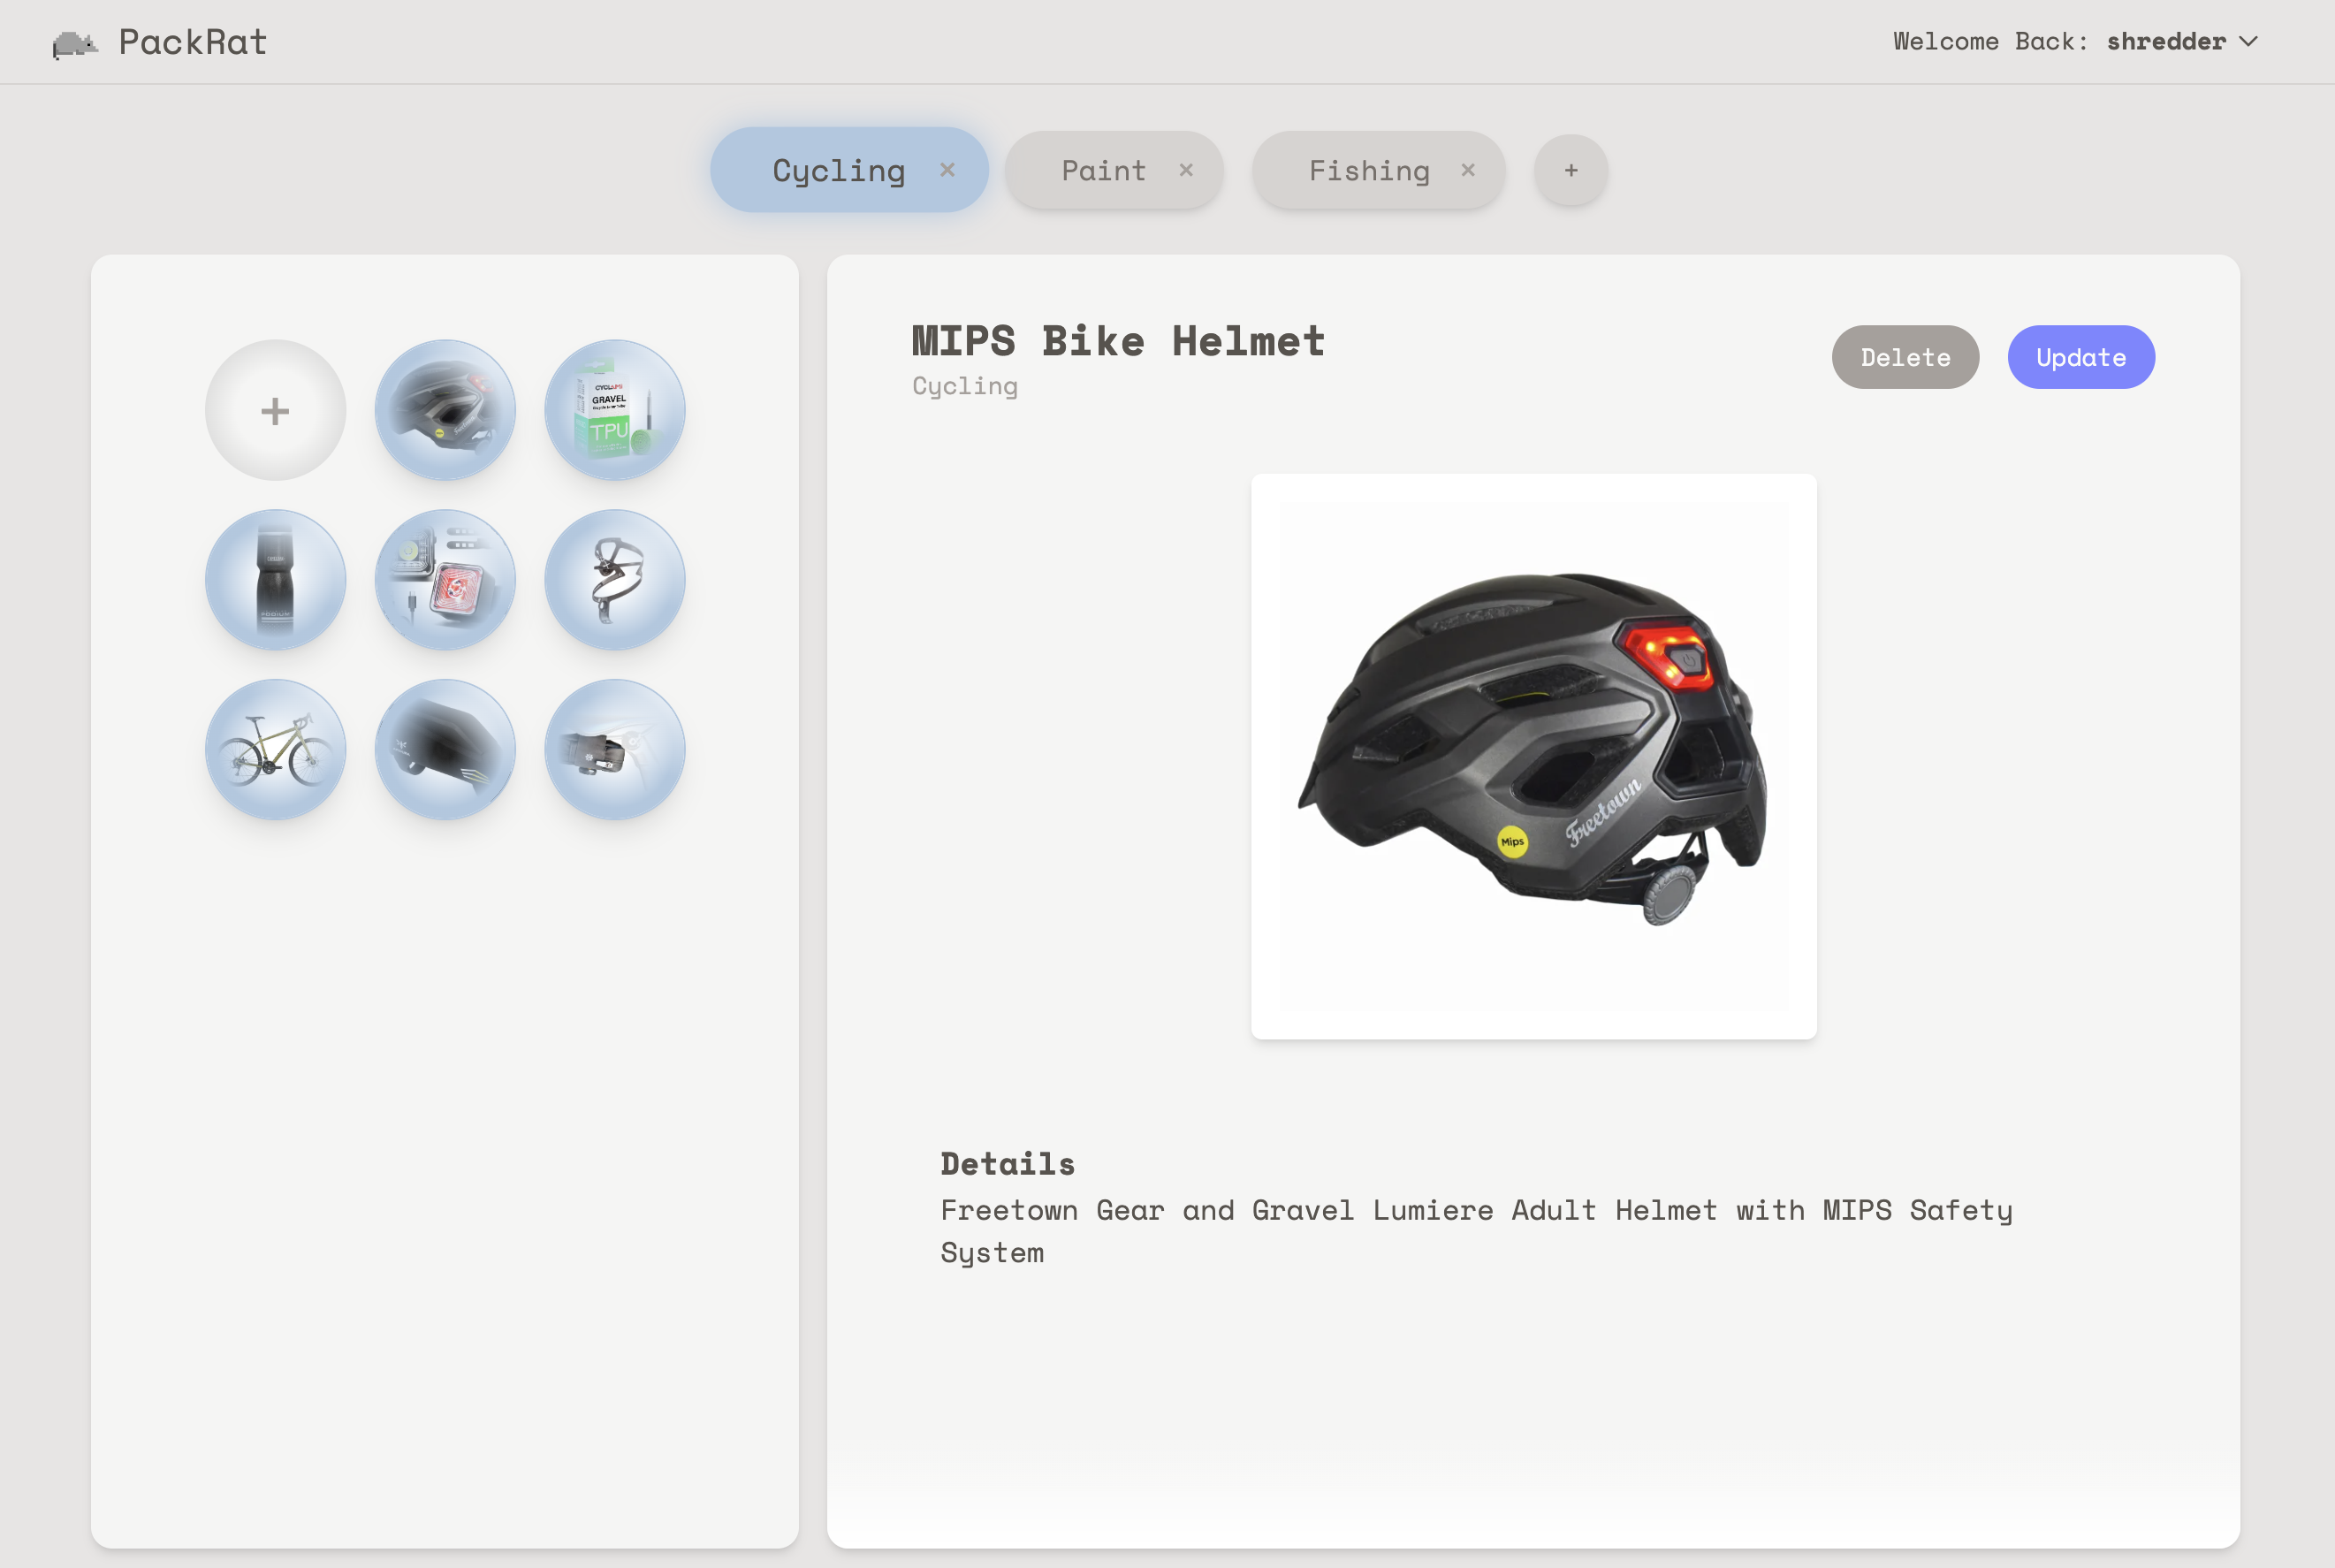 PackRat
Welcome Back: shredder
Cycling ×
Paint ×
Fishing ×
+
+
CYCLAMI
GRAVEL
TPU
PODIUM
MIPS Bike Helmet
Cycling
Delete
Update
Freetown
Mips
Details
Freetown Gear and Gravel Lumiere Adult Helmet with MIPS Safety
System